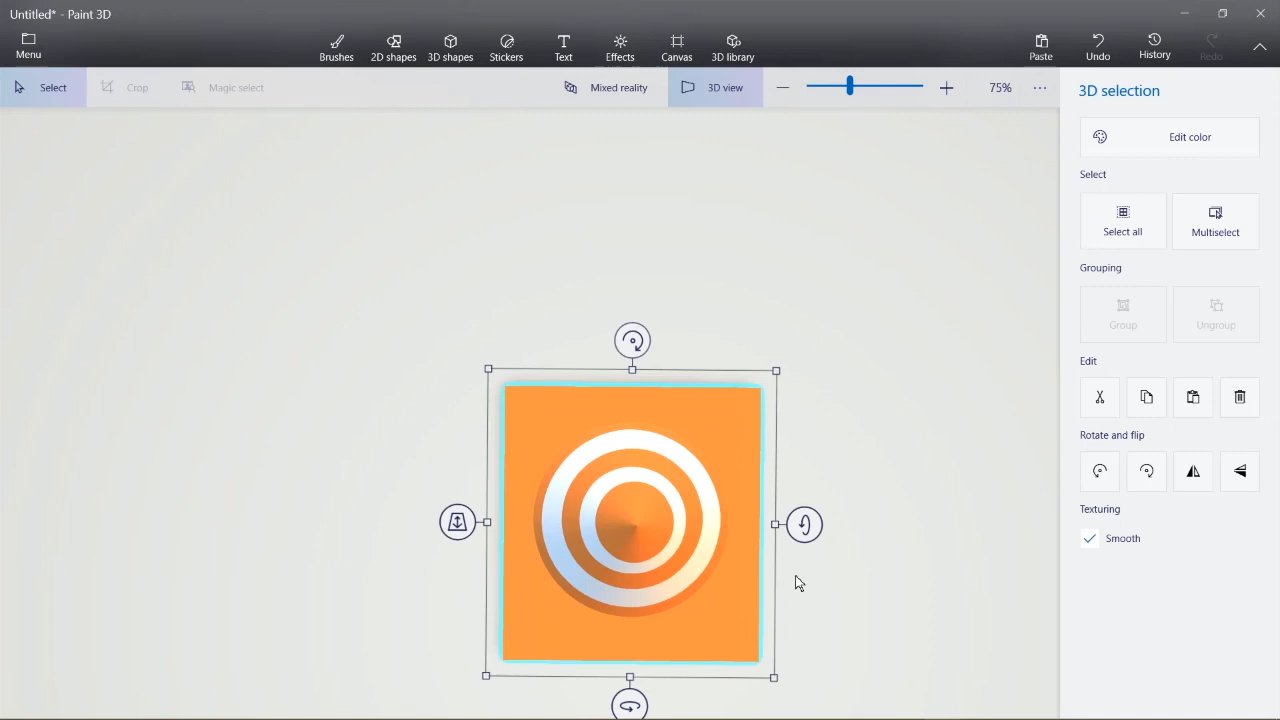 Untitled* - Paint 3D
Menu
Brushes 2D shapes 3D shapes Stickers Text Effects Canvas 3D library Paste Undo History Redo
Select Crop Magic select Mixed reality 3D view 75%
3D selection
Edit color
Select
Select all Multiselect
Grouping
Group Ungroup
Edit
Rotate and flip
Texturing
Smooth